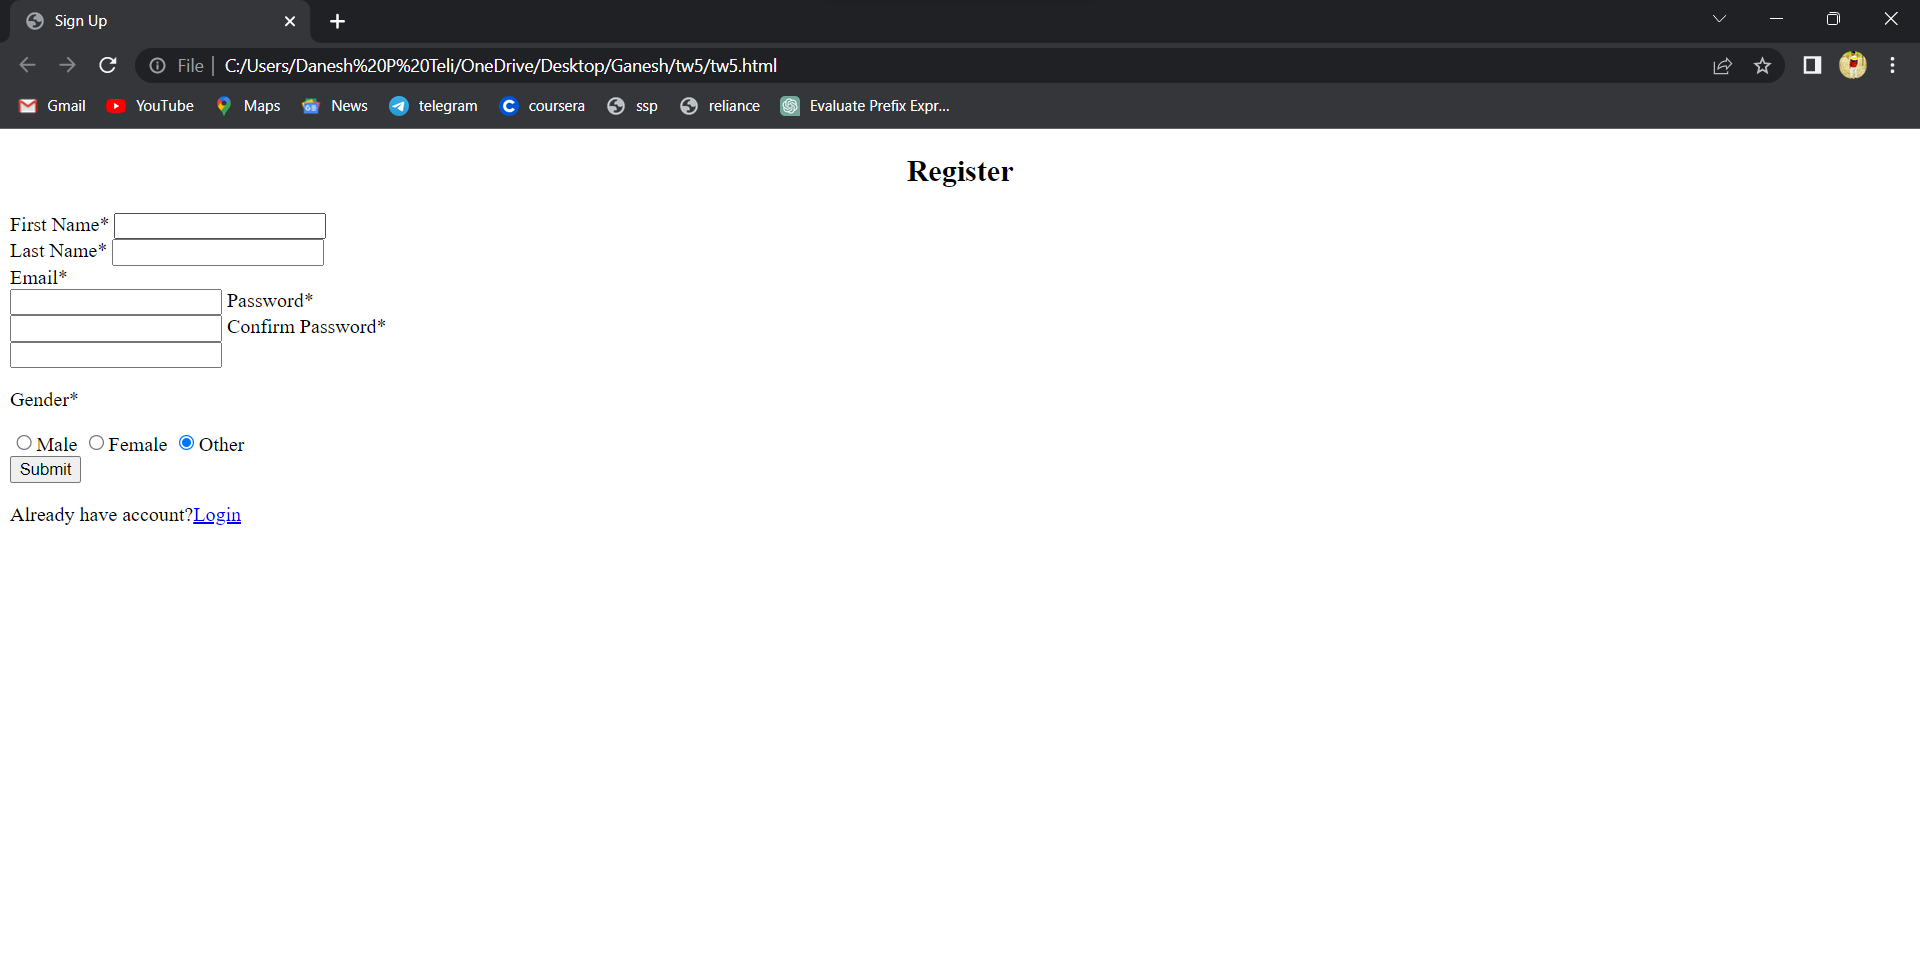 Sign Up
File C:/Users/Danesh%20P%20Teli/OneDrive/Desktop/Ganesh/tw5/tw5.html
Gmail YouTube Maps News telegram coursera ssp reliance Evaluate Prefix Expr...
Register
First Name*
Last Name*
Email*
Password*
Confirm Password*
Gender*
Male Female Other
Submit
Already have account?Login